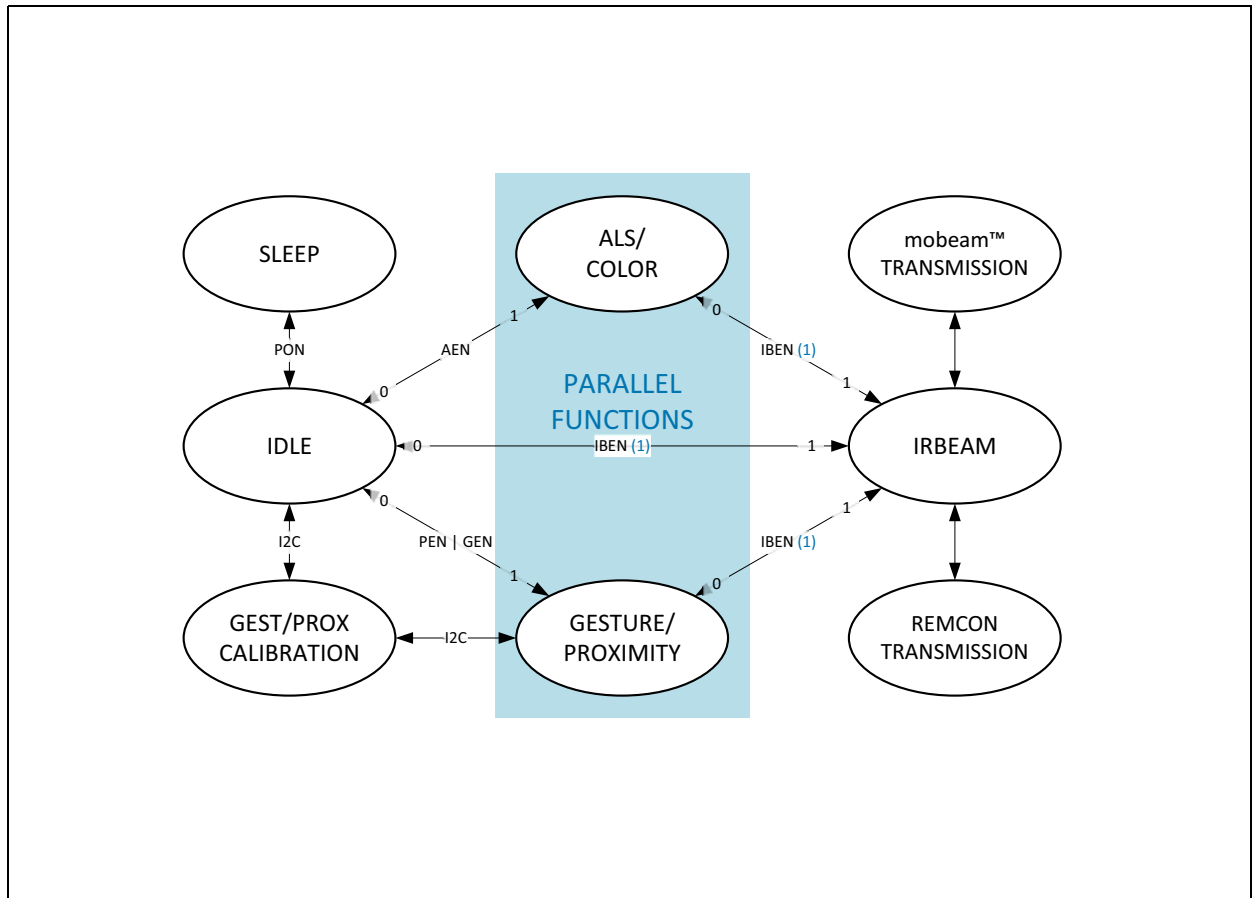 SLEEP
ALS/
COLOR
mobeam™
TRANSMISSION
0
1
PON
AEN
IBEN (1)
PARALLEL
FUNCTIONS
0
1
IDLE
0
IBEN (1)
1
IRBEAM
0
1
I2C
PEN | GEN
IBEN (1)
1
0
GEST/PROX
CALIBRATION
I2C
GESTURE/
PROXIMITY
REMCON
TRANSMISSION